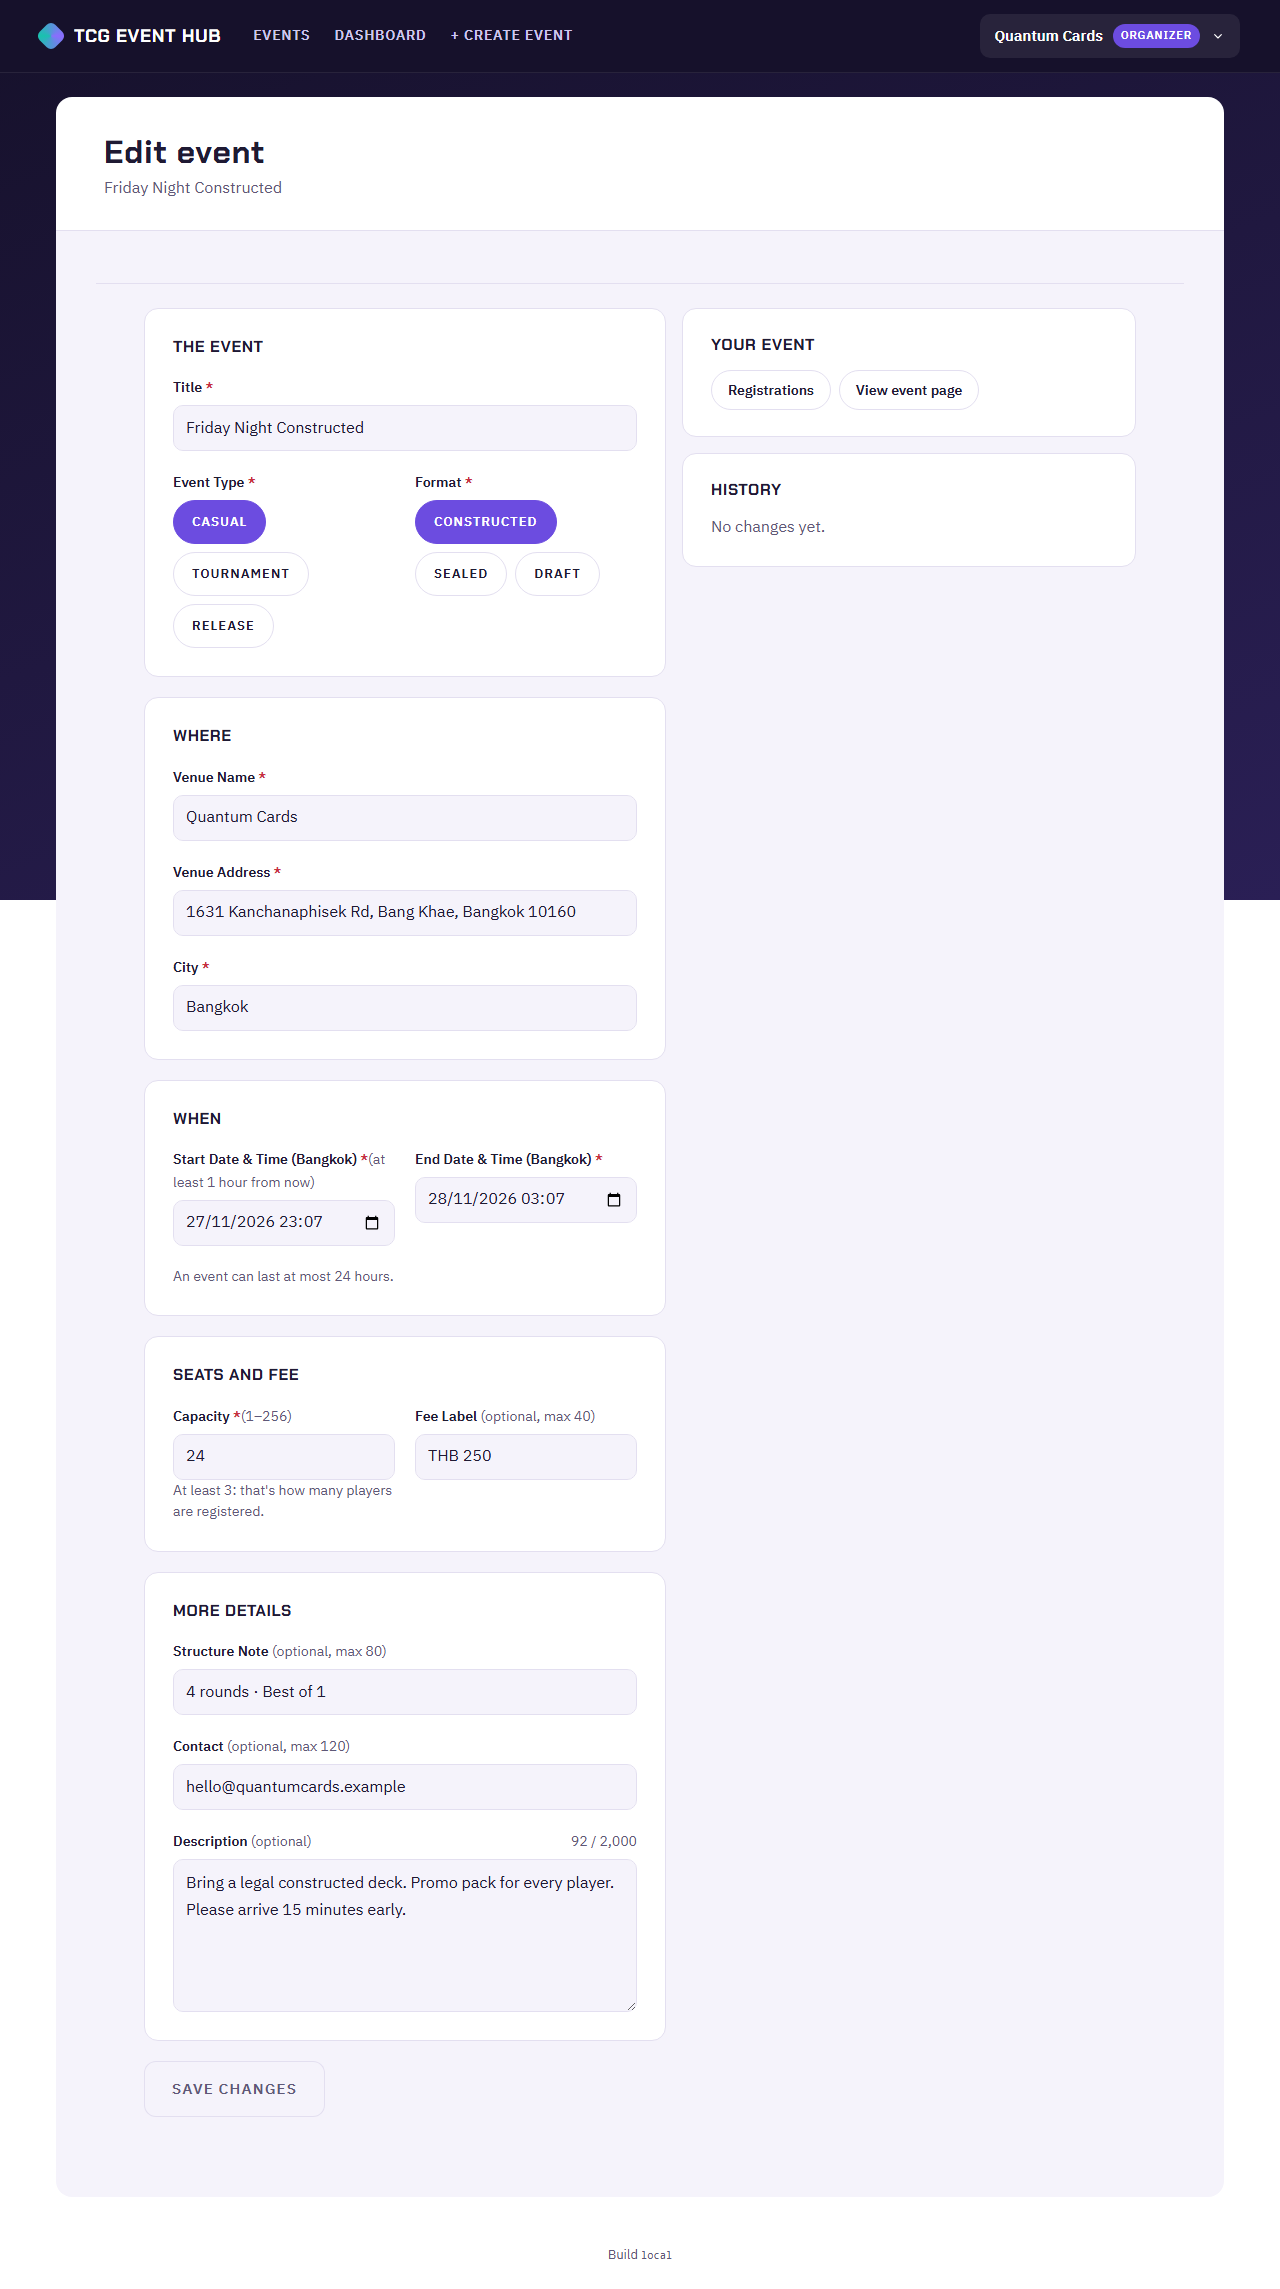 TCG EVENT HUB
EVENTS
DASHBOARD
+ CREATE EVENT
Quantum Cards
ORGANIZER
Edit event
Friday Night Constructed
THE EVENT
Title *
Friday Night Constructed
Event Type *
CASUAL
TOURNAMENT
RELEASE
Format *
CONSTRUCTED
SEALED
DRAFT
YOUR EVENT
Registrations
View event page
HISTORY
No changes yet.
WHERE
Venue Name *
Quantum Cards
Venue Address *
1631 Kanchanaphisek Rd, Bang Khae, Bangkok 10160
City *
Bangkok
WHEN
Start Date & Time (Bangkok) *(at
least 1 hour from now)
27/11/2026 23:07
End Date & Time (Bangkok) *
28/11/2026 03:07
An event can last at most 24 hours.
SEATS AND FEE
Capacity *(1–256)
24
At least 3: that's how many players
are registered.
Fee Label (optional, max 40)
THB 250
MORE DETAILS
Structure Note (optional, max 80)
4 rounds · Best of 1
Contact (optional, max 120)
hello@quantumcards.example
Description (optional)
92 / 2,000
Bring a legal constructed deck. Promo pack for every player.
Please arrive 15 minutes early.
SAVE CHANGES
Build local